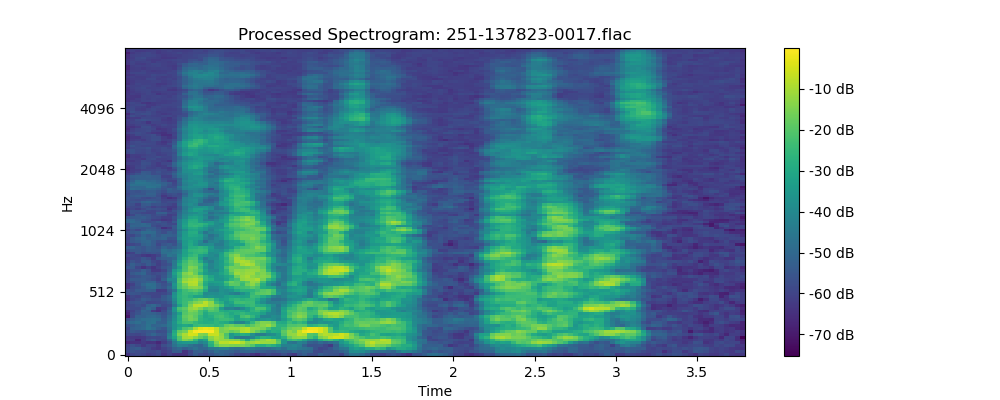 Processed Spectrogram: 251-137823-0017.flac
Hz
4096
2048
1024
512
0
0
0.5
1
1.5
2
2.5
3
3.5
Time
-10 dB
-20 dB
-30 dB
-40 dB
-50 dB
-60 dB
-70 dB